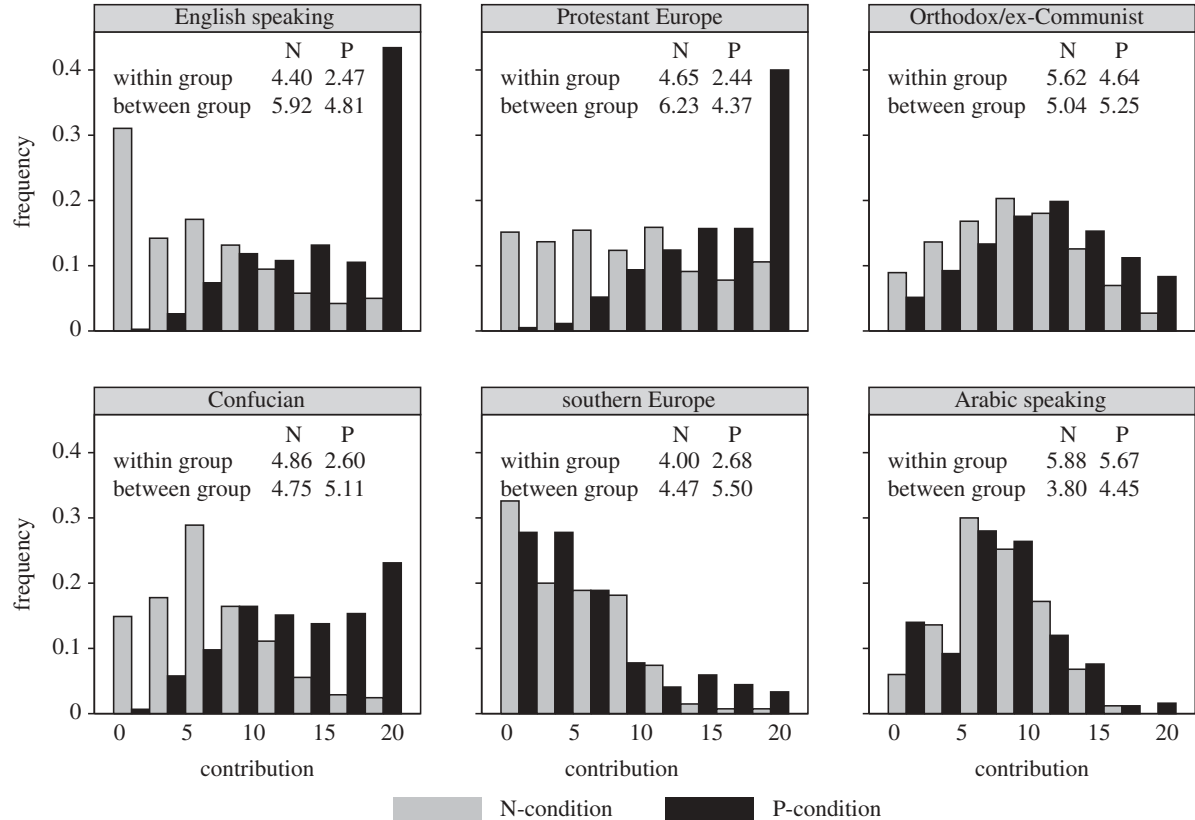 English speaking
N P
within group 4.40 2.47
between group 5.92 4.81
Protestant Europe
N P
within group 4.65 2.44
between group 6.23 4.37
Orthodox/ex-Communist
N P
within group 5.62 4.64
between group 5.04 5.25
frequency
0.4
0.3
0.2
0.1
0
Confucian
N P
within group 4.86 2.60
between group 4.75 5.11
southern Europe
N P
within group 4.00 2.68
between group 4.47 5.50
Arabic speaking
N P
within group 5.88 5.67
between group 3.80 4.45
frequency
0.4
0.3
0.2
0.1
0
0 5 10 15 20
0 5 10 15 20
0 5 10 15 20
contribution
contribution
contribution
N-condition
P-condition